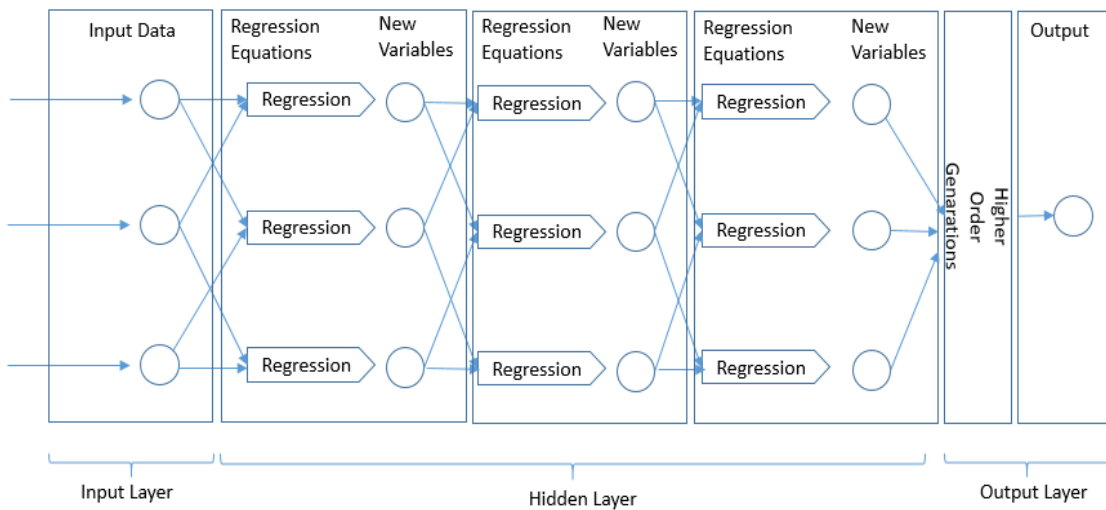 Input Data
Regression
Equations
New
Variables
Regression
Equations
New
Variables
Regression
Equations
New
Variables
Output
Regression
Regression
Regression
Regression
Regression
Regression
Regression
Regression
Regression
Higher
Order
Genarations
Input Layer
Hidden Layer
Output Layer